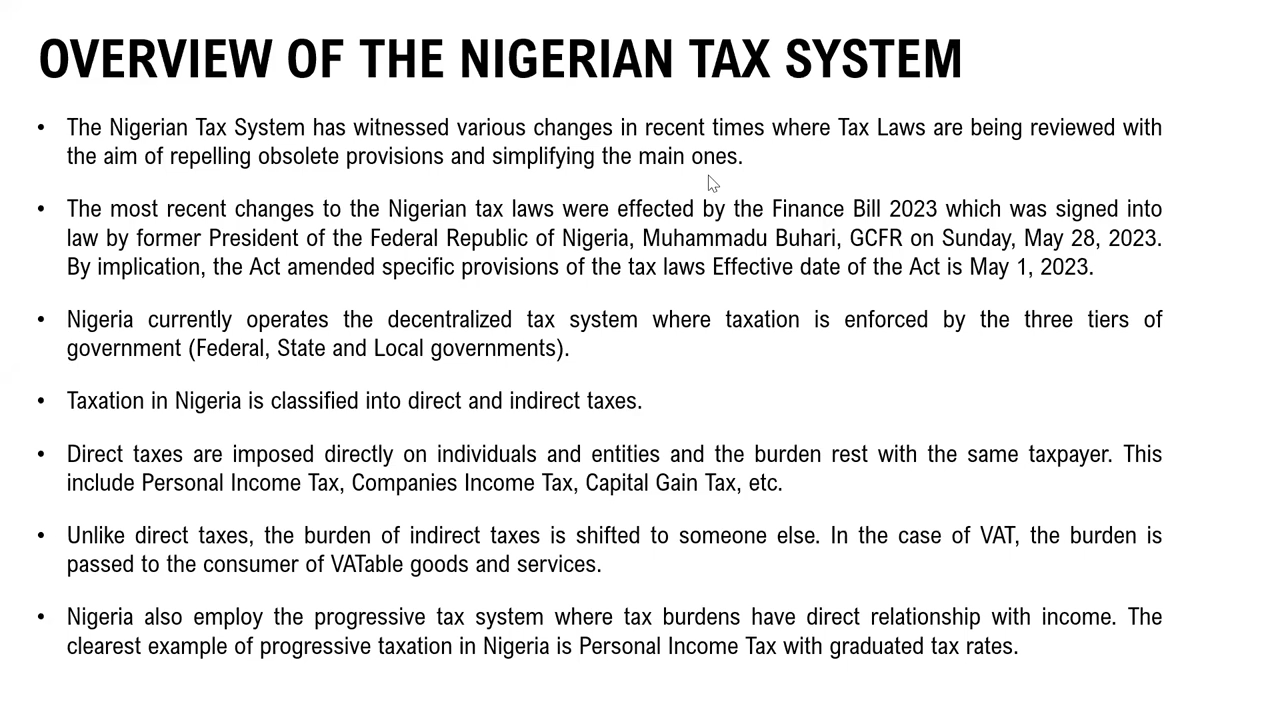 OVERVIEW OF THE NIGERIAN TAX SYSTEM
• The Nigerian Tax System has witnessed various changes in recent times where Tax Laws are being reviewed with
the aim of repelling obsolete provisions and simplifying the main ones.
• The most recent changes to the Nigerian tax laws were effected by the Finance Bill 2023 which was signed into
law by former President of the Federal Republic of Nigeria, Muhammadu Buhari, GCFR on Sunday, May 28, 2023.
By implication, the Act amended specific provisions of the tax laws Effective date of the Act is May 1, 2023.
• Nigeria currently operates the decentralized tax system where taxation is enforced by the three tiers of
government (Federal, State and Local governments).
• Taxation in Nigeria is classified into direct and indirect taxes.
• Direct taxes are imposed directly on individuals and entities and the burden rest with the same taxpayer. This
include Personal Income Tax, Companies Income Tax, Capital Gain Tax, etc.
• Unlike direct taxes, the burden of indirect taxes is shifted to someone else. In the case of VAT, the burden is
passed to the consumer of VATable goods and services.
• Nigeria also employ the progressive tax system where tax burdens have direct relationship with income. The
clearest example of progressive taxation in Nigeria is Personal Income Tax with graduated tax rates.